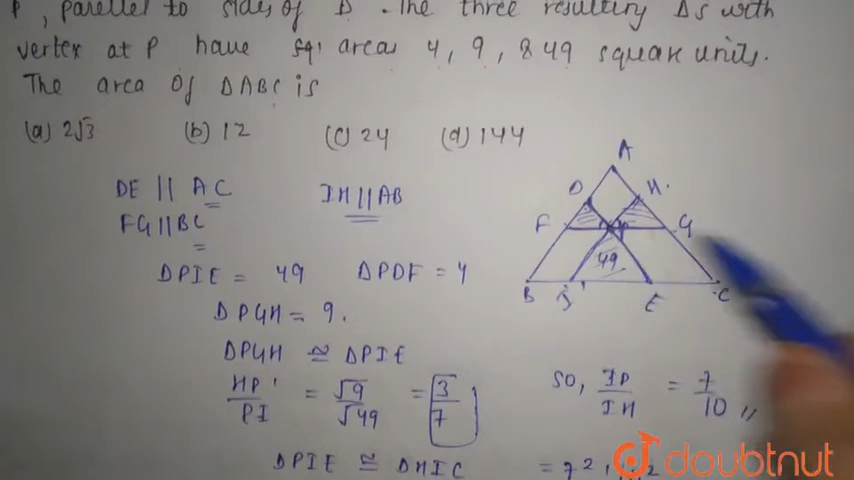 P, parellel to sides of Δ. The three resulting Δs with
vertex at P have sq' areas 4, 9, & 49 square units.
The area of ΔABC is
(a) 2√3 (b) 12 (c) 24 (d) 144
DE || AC IH || AB
FG || BC
ΔPIE = 49 ΔPDF = 4
ΔPGH = 9.
ΔPGH ≅ ΔPIE
HP / PI = √9 / √49 = 3 / 7
SO, IP / IH = 7 / 10 ,,
ΔPIE ≅ ΔHIC = 7²
A
D H.
F P G
49
B I E C
doubtnut